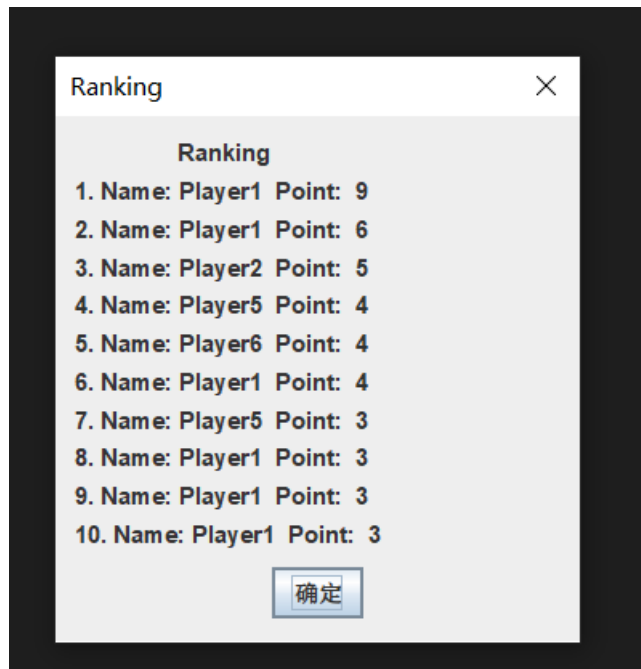 Ranking
Ranking
1. Name: Player1 Point: 9
2. Name: Player1 Point: 6
3. Name: Player2 Point: 5
4. Name: Player5 Point: 4
5. Name: Player6 Point: 4
6. Name: Player1 Point: 4
7. Name: Player5 Point: 3
8. Name: Player1 Point: 3
9. Name: Player1 Point: 3
10. Name: Player1 Point: 3
确定